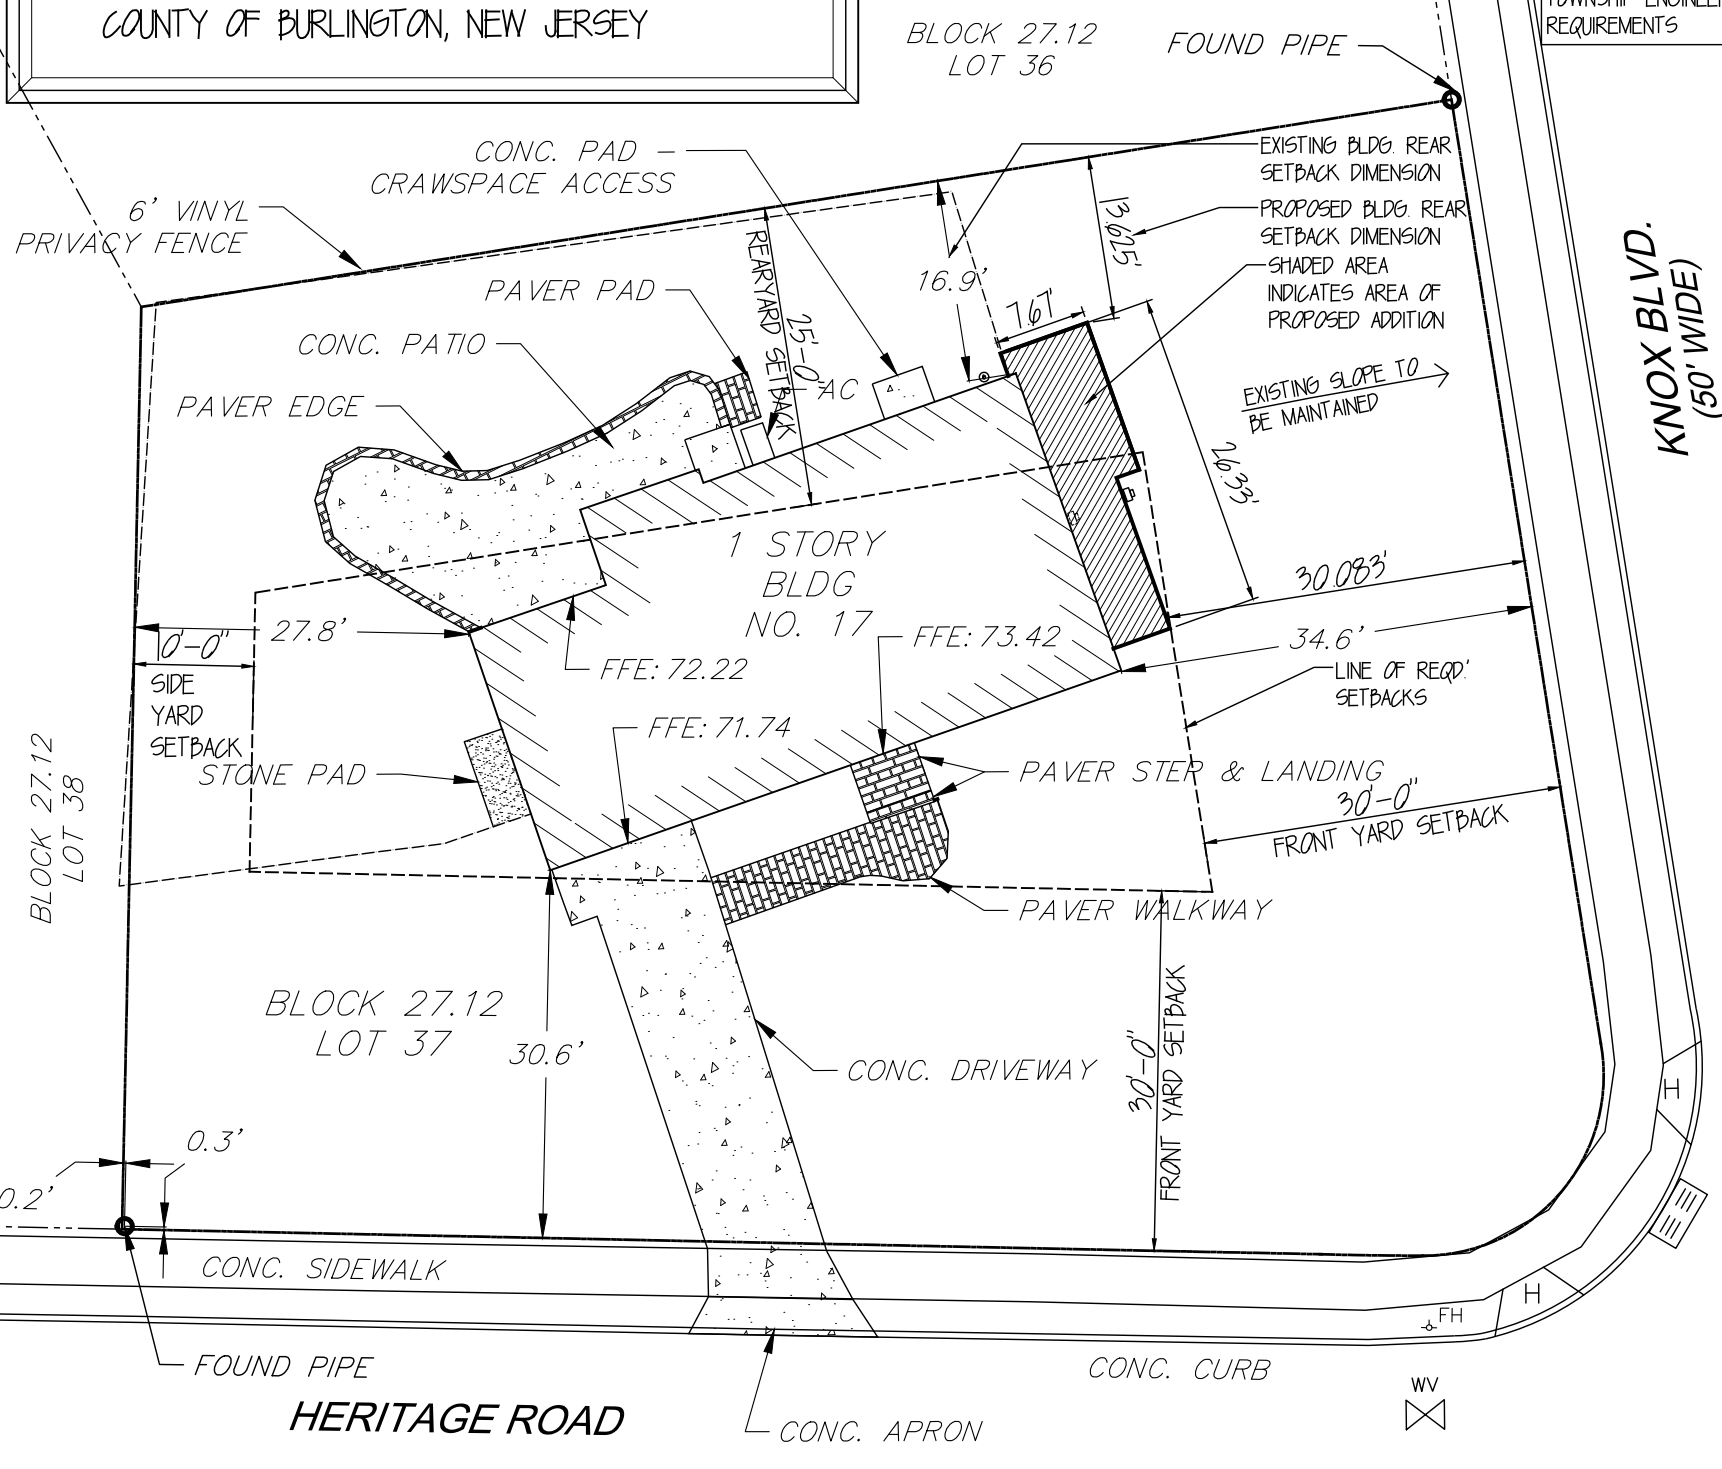 COUNTY OF BURLINGTON, NEW JERSEY
BLOCK 27.12
LOT 36
FOUND PIPE
REQUIREMENTS
CONC. PAD
CRAWSPACE ACCESS
EXISTING BLDG. REAR
SETBACK DIMENSION
6' VINYL
PRIVACY FENCE
PROPOSED BLDG. REAR
SETBACK DIMENSION
13.625'
SHADED AREA
INDICATES AREA OF
PROPOSED ADDITION
16.9'
7.67'
PAVER PAD
REARYARD SETBACK
25'-0"
CONC. PATIO
AC
PAVER EDGE
EXISTING SLOPE TO
BE MAINTAINED
KNOX BLVD.
(50' WIDE)
26.33'
1 STORY
BLDG
NO. 17
30.083'
27.8'
10'-0"
SIDE
YARD
SETBACK
FFE: 72.22
FFE: 73.42
34.6'
LINE OF REQD.'
SETBACKS
FFE: 71.74
STONE PAD
PAVER STEP & LANDING
30'-0"
FRONT YARD SETBACK
BLOCK 27.12
LOT 38
PAVER WALKWAY
BLOCK 27.12
LOT 37
30.6'
30'-0"
FRONT YARD SETBACK
CONC. DRIVEWAY
H
0.3'
0.2'
CONC. SIDEWALK
H
FH
FOUND PIPE
CONC. CURB
WV
HERITAGE ROAD
CONC. APRON